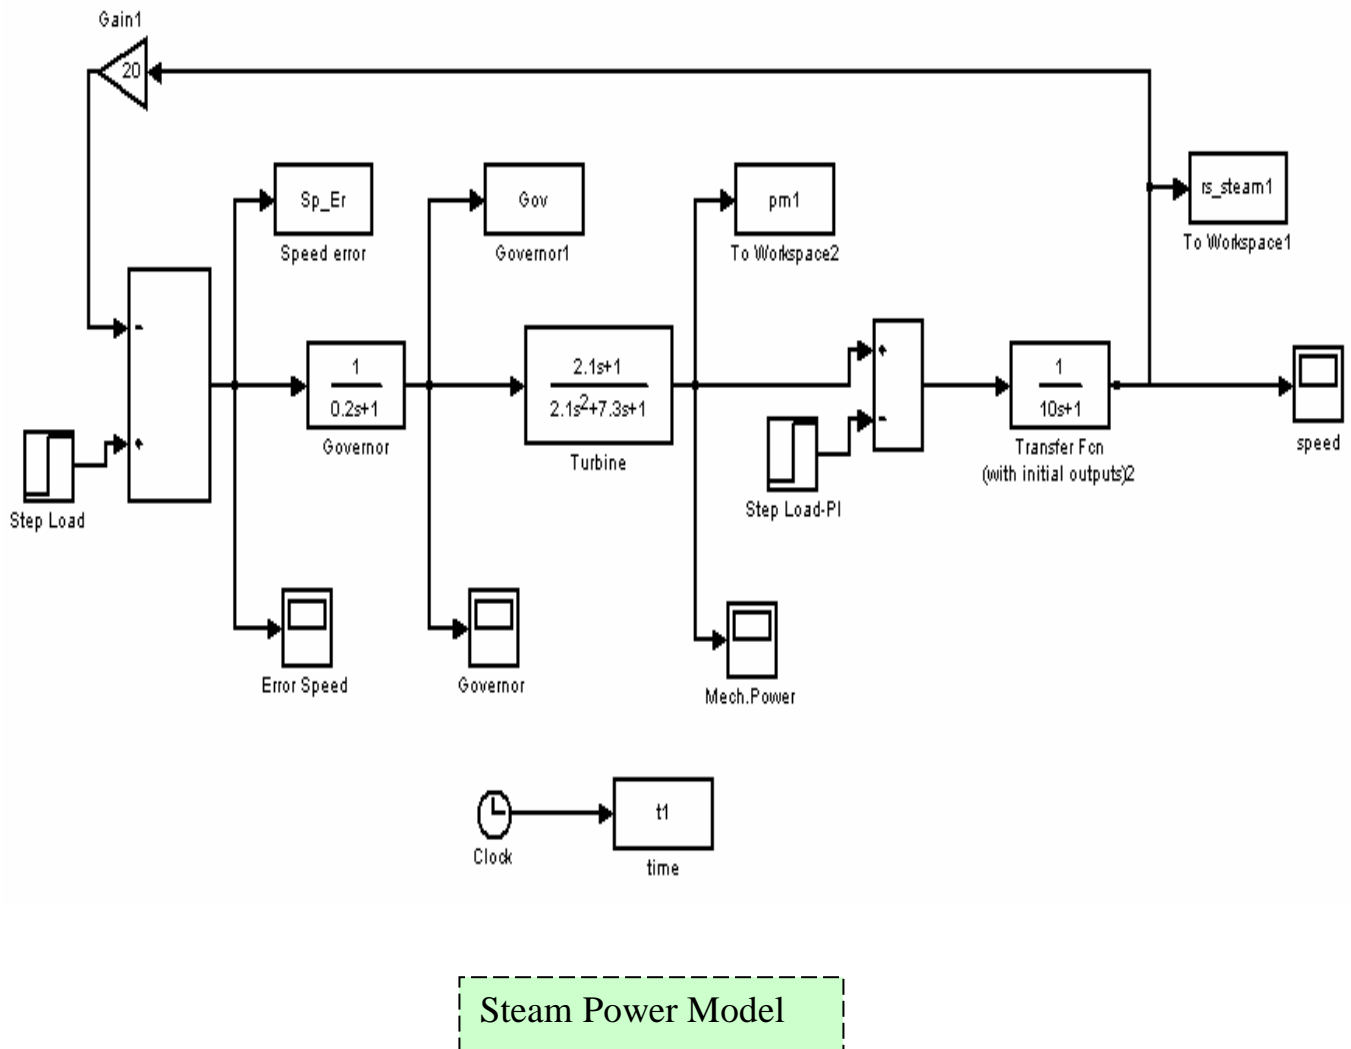 Gain1
20
Sp_Er
Speed error
Gov
Governor1
pm1
To Workspace2
rs_steam1
To Workspace1
-
+
Step Load
1
0.2s+1
Governor
2.1s+1
2.1s²+7.3s+1
Turbine
+
-
Step Load-Pl
1
10s+1
Transfer Fcn
(with initial outputs)2
speed
Error Speed
Governor
Mech.Power
Clock
t1
time
Steam Power Model